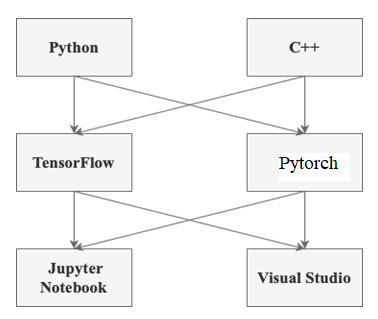 Python
C++
TensorFlow
Pytorch
Jupyter
Notebook
Visual Studio